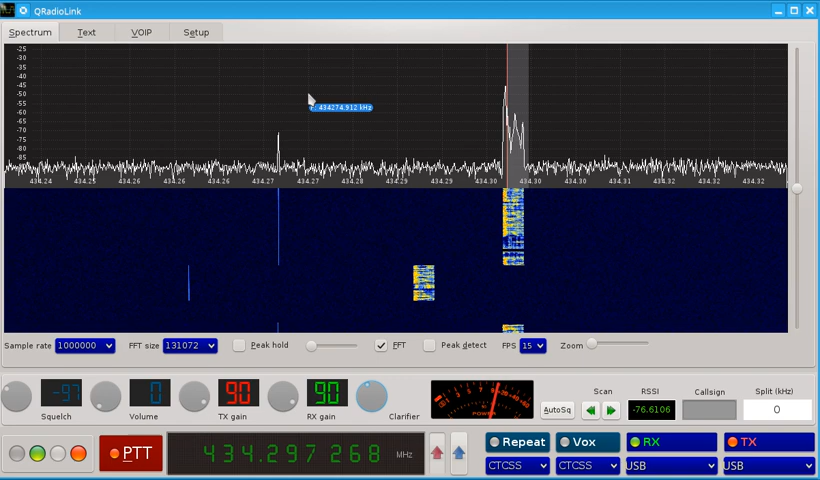 QRadioLink
Spectrum Text VOIP Setup
-25
-30
-35
-40
-45
-50
-55
-60
-65
-70
-75
-80
-85
434274.912 kHz
434.24 434.25 434.26 434.26 434.27 434.27 434.28 434.29 434.29 434.30 434.30 434.31 434.32 434.32 434.32
Sample rate 1000000 FFT size 131072 Peak hold FFT Peak detect FPS 15 Zoom
-97 0 90 90
Squelch Volume TX gain RX gain Clarifier
POWER
AutoSq
Scan RSSI Callsign Split (kHz)
-76.6106 0
PTT 434.297 268 MHz
Repeat Vox RX TX
CTCSS CTCSS USB USB